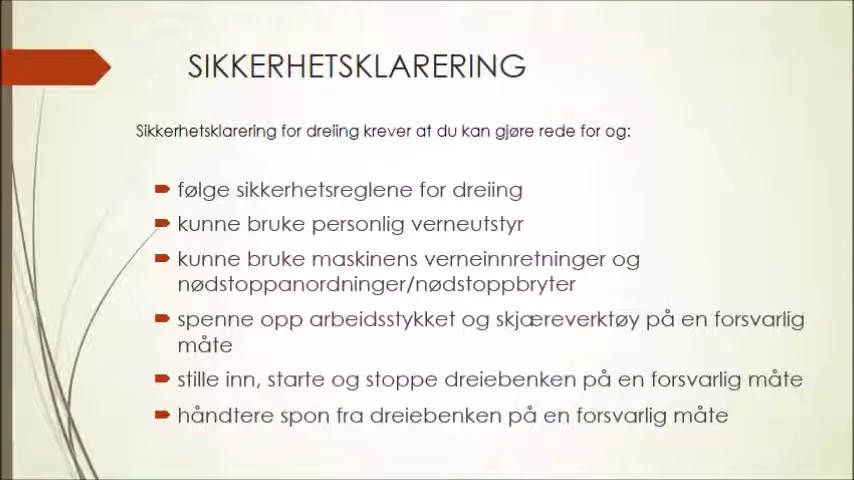 SIKKERHETSKLARERING
Sikkerhetsklarering for dreiing krever at du kan gjøre rede for og:
følge sikkerhetsreglene for dreiing
kunne bruke personlig verneutstyr
kunne bruke maskinens verneinnretninger og
nødstoppanordninger/nødstoppbryter
spenne opp arbeidsstykket og skjæreverktøy på en forsvarlig
måte
stille inn, starte og stoppe dreiebenken på en forsvarlig måte
håndtere spon fra dreiebenken på en forsvarlig måte